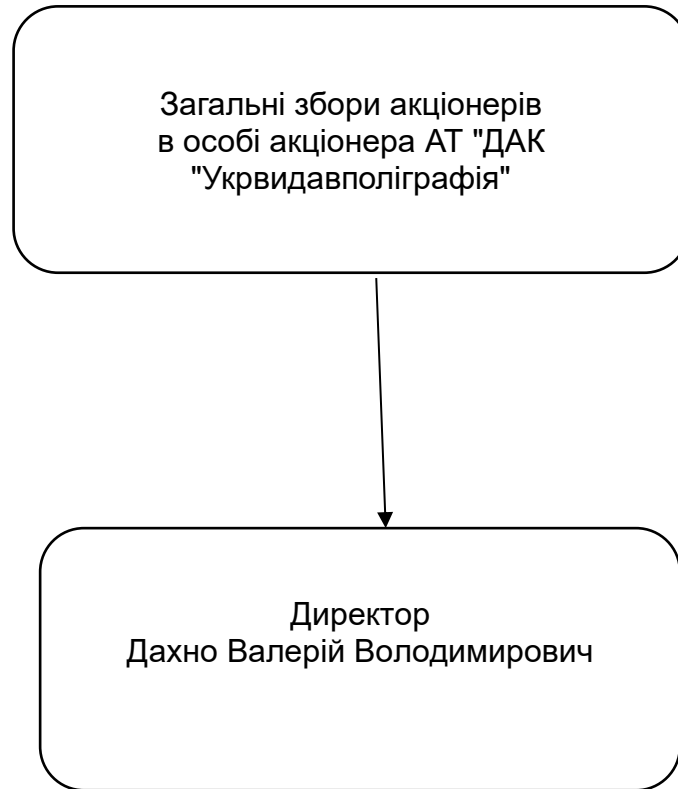 Загальні збори акціонерів
в особі акціонера АТ "ДАК
"Укрвидавполіграфія"
Директор
Дахно Валерій Володимирович